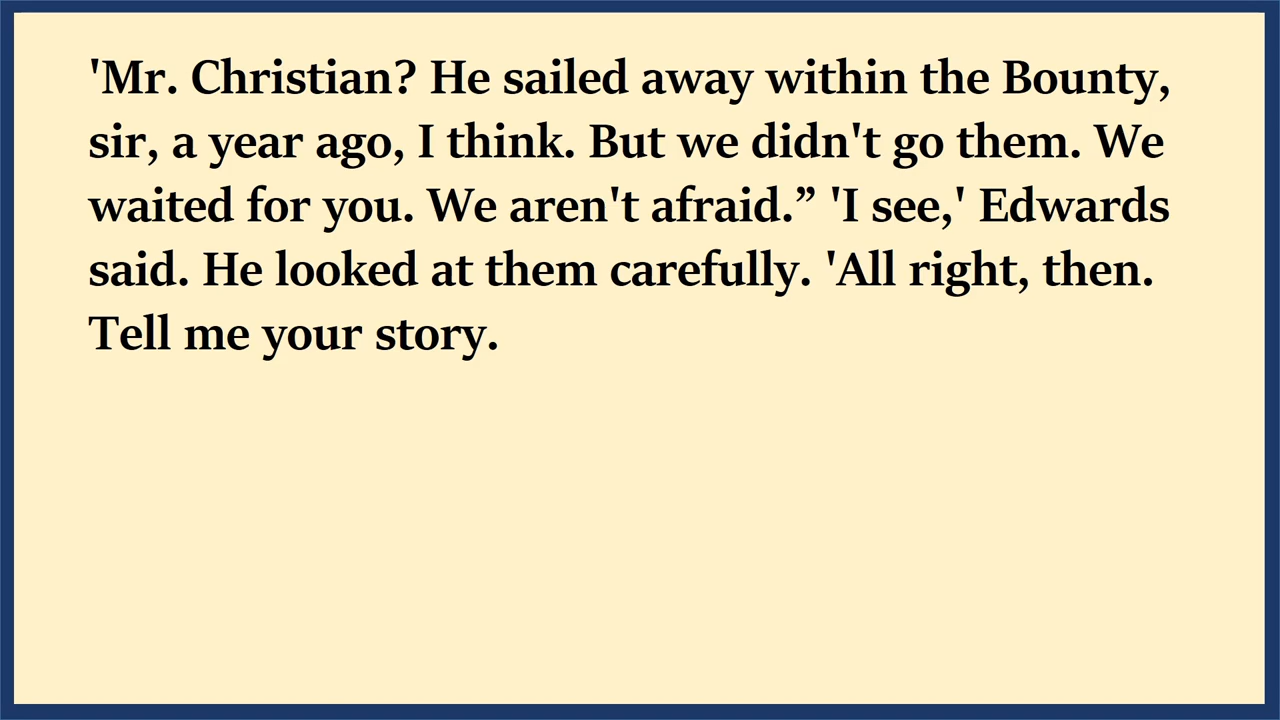 'Mr. Christian? He sailed away within the Bounty,
sir, a year ago, I think. But we didn't go them. We
waited for you. We aren't afraid.” 'I see,' Edwards
said. He looked at them carefully. 'All right, then.
Tell me your story.